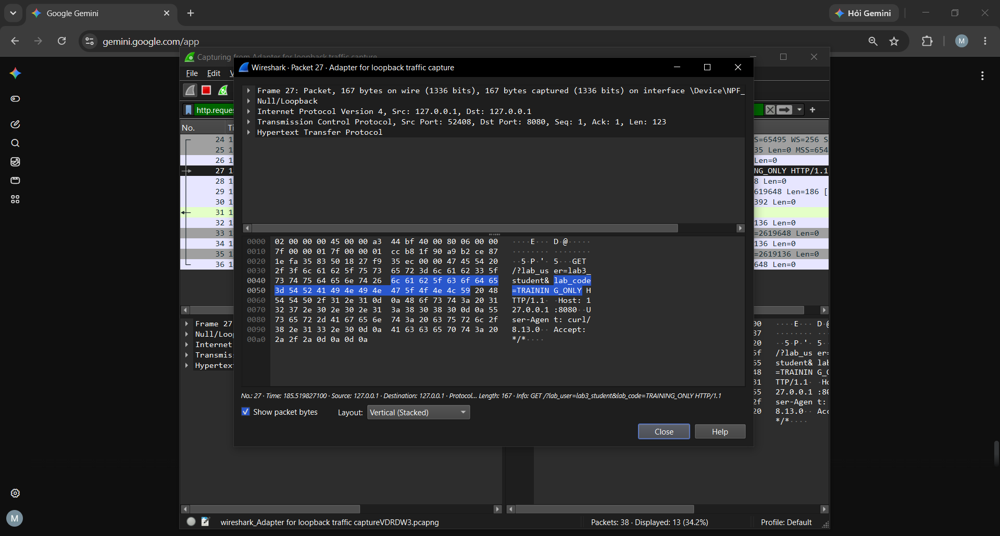 Google Gemini
Hỏi Gemini
gemini.google.com/app
M
Capturing from Adapter for loopback traffic capture
File Edit
http.reques
No.
24 1
25 1
26 1
27 1
28 1
29 1
30 1
31 1
32 1
33 1
34 1
35 1
36 1
Wireshark · Packet 27 · Adapter for loopback traffic capture
Frame 27: Packet, 167 bytes on wire (1336 bits), 167 bytes captured (1336 bits) on interface \Device\NPF_
Null/Loopback
Internet Protocol Version 4, Src: 127.0.0.1, Dst: 127.0.0.1
Transmission Control Protocol, Src Port: 52408, Dst Port: 8080, Seq: 1, Ack: 1, Len: 123
Hypertext Transfer Protocol
0000 02 00 00 00 45 00 00 a3 44 bf 40 00 80 06 00 00 ····E··· D·@·····
0010 7f 00 00 01 7f 00 00 01 cc b8 1f 90 a9 b2 ce 87 ········ ········
0020 1e fa 35 83 50 18 27 f9 35 ec 00 00 47 45 54 20 ··5·P·'· 5···GET
0030 2f 3f 6c 61 62 5f 75 73 65 72 3d 6c 61 62 33 5f /?lab_us er=lab3_
0040 73 74 75 64 65 6e 74 26 6c 61 62 5f 63 6f 64 65 student& lab_code
0050 3d 54 52 41 49 4e 49 4e 47 5f 4f 4e 4c 59 20 48 =TRAININ G_ONLY H
0060 54 54 50 2f 31 2e 31 0d 0a 48 6f 73 74 3a 20 31 TTP/1.1· ·Host: 1
0070 32 37 2e 30 2e 30 2e 31 3a 38 30 38 30 0d 0a 55 27.0.0.1 :8080··U
0080 73 65 72 2d 41 67 65 6e 74 3a 20 63 75 72 6c 2f ser-Agen t: curl/
0090 38 2e 31 33 2e 30 0d 0a 41 63 63 65 70 74 3a 20 8.13.0·· Accept:
00a0 2a 2f 2a 0d 0a 0d 0a */*····
No.: 27 · Time: 185.519827100 · Source: 127.0.0.1 · Destination: 127.0.0.1 · Protocol... Length: 167 · Info: GET /?lab_user=lab3_student&lab_code=TRAINING_ONLY HTTP/1.1
Show packet bytes
Layout: Vertical (Stacked)
Close
Help
S=65495 WS=256 S
35 Len=0 MSS=654
Len=0
NG_ONLY HTTP/1.1
8 Len=0
619648 Len=186 [
392 Len=0
136 Len=0
=2619648 Len=0
136 Len=0
=2619136 Len=0
648 Len=0
Frame 27
Null/Loo
Internet
Transmis
Hypertex
00 ····E··· D·@
87 ········ ··
20 ··5·P·'· 5·
5f /?lab_us er=
65 student& lab
48 =TRAININ G_O
31 TTP/1.1· ·Ho
55 27.0.0.1 :80
2f ser-Agen t:
20 8.13.0·· Acc
*/*····
M
wireshark_Adapter for loopback traffic captureVDRDW3.pcapng
Packets: 38 · Displayed: 13 (34.2%)
Profile: Default